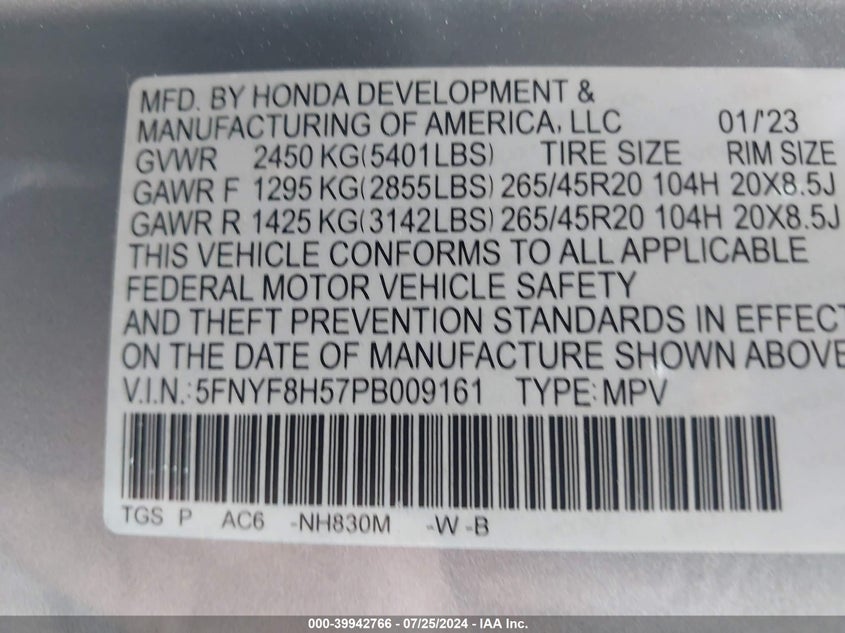 MFD. BY HONDA DEVELOPMENT &
MANUFACTURING OF AMERICA, LLC 01/'23
GVWR 2450 KG(5401LBS) TIRE SIZE RIM SIZE
GAWR F 1295 KG(2855LBS) 265/45R20 104H 20X8.5J
GAWR R 1425 KG(3142LBS) 265/45R20 104H 20X8.5J
THIS VEHICLE CONFORMS TO ALL APPLICABLE
FEDERAL MOTOR VEHICLE SAFETY
AND THEFT PREVENTION STANDARDS IN EFFECT
ON THE DATE OF MANUFACTURE SHOWN ABOVE
V.I.N.: 5FNYF8H57PB009161 TYPE: MPV
TGS P AC6 -NH830M -W -B
000-39942766 - 07/25/2024 - IAA Inc.